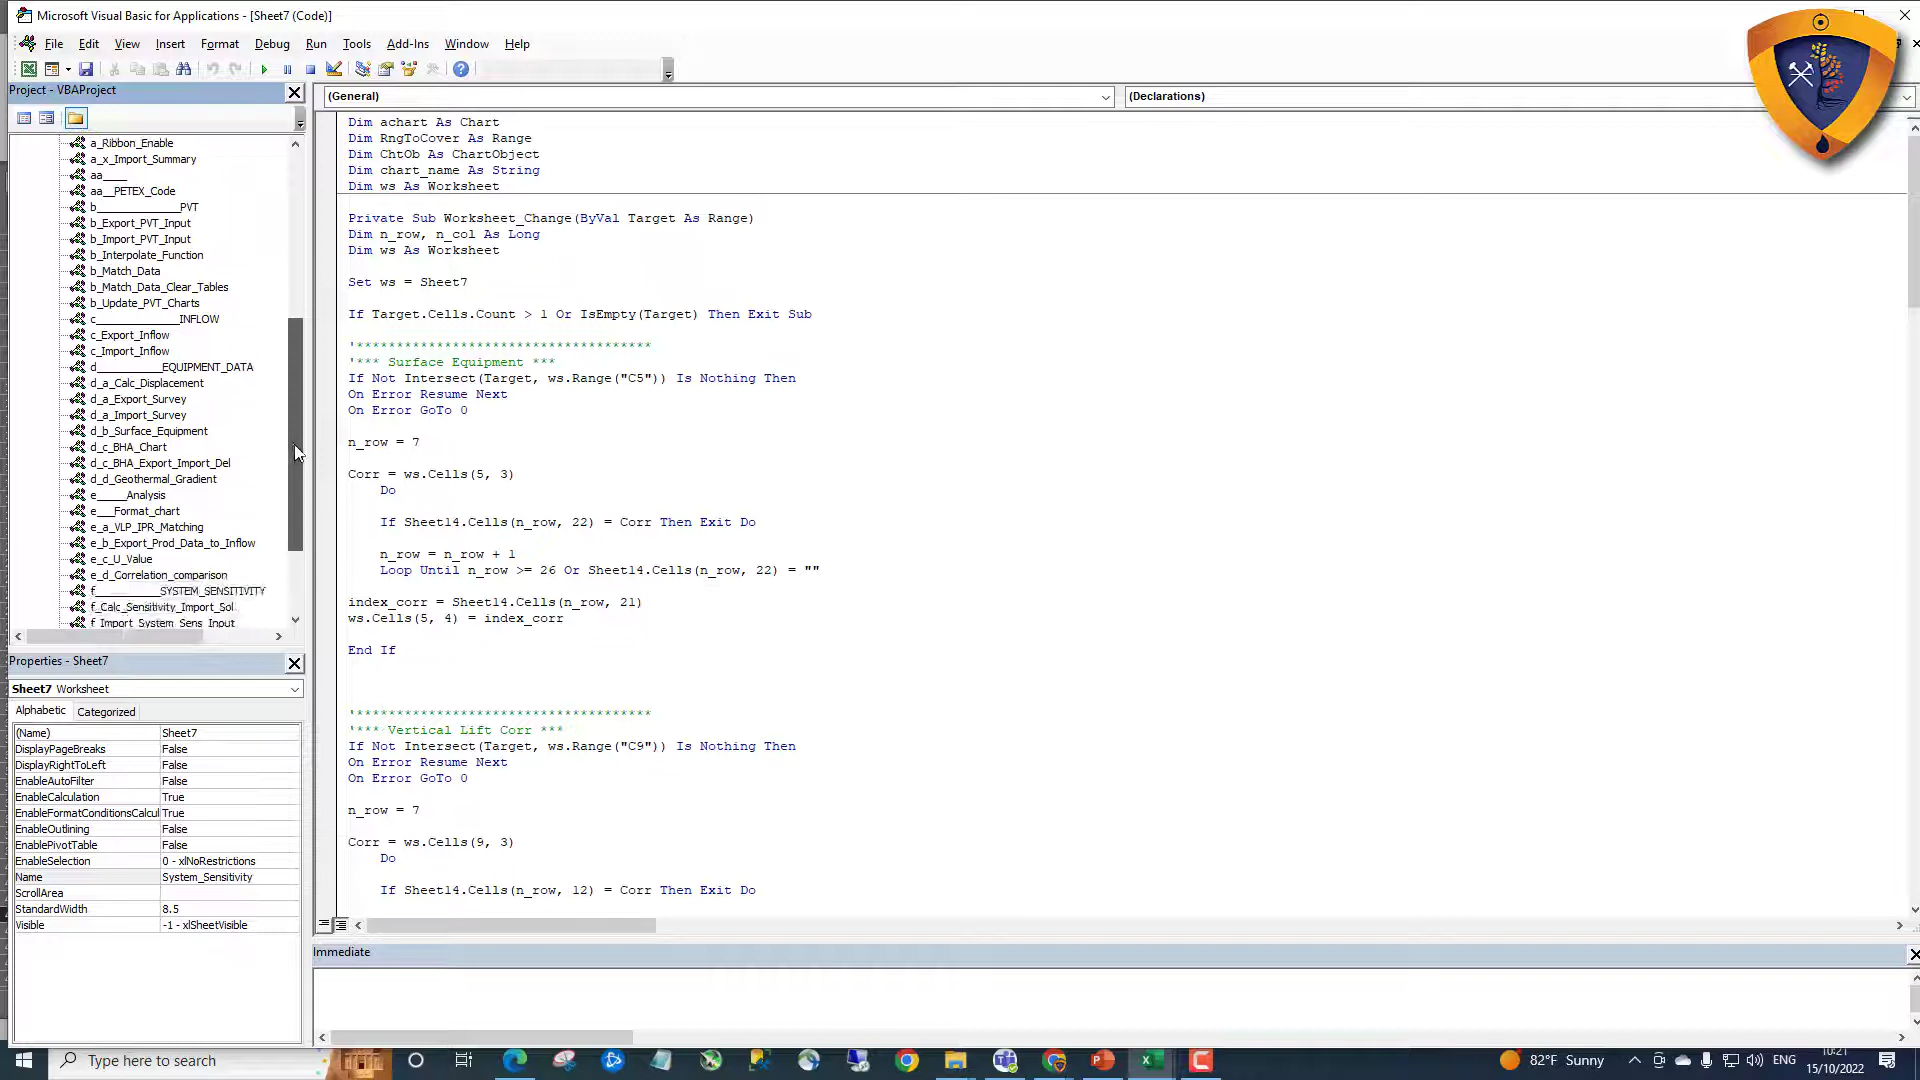 Microsoft Visual Basic for Applications - [Sheet7 (Code)]
File Edit View Insert Format Debug Run Tools Add-Ins Window Help
Project - VBAProject
a_Ribbon_Enable
a_x_Import_Summary
aa____
aa__PETEX_Code
b______________PVT
b_Export_PVT_Input
b_Import_PVT_Input
b_Interpolate_Function
b_Match_Data
b_Match_Data_Clear_Tables
b_Update_PVT_Charts
c______________INFLOW
c_Export_Inflow
c_Import_Inflow
d___________EQUIPMENT_DATA
d_a_Calc_Displacement
d_a_Export_Survey
d_a_Import_Survey
d_b_Surface_Equipment
d_c_BHA_Chart
d_c_BHA_Export_Import_Del
d_d_Geothermal_Gradient
e_____Analysis
e___Format_chart
e_a_VLP_IPR_Matching
e_b_Export_Prod_Data_to_Inflow
e_c_U_Value
e_d_Correlation_comparison
f___________SYSTEM_SENSITIVITY
f_Calc_Sensitivity_Import_Sol
f_Import_System_Sens_Input
Properties - Sheet7
Sheet7 Worksheet
Alphabetic Categorized
(Name) Sheet7
DisplayPageBreaks False
DisplayRightToLeft False
EnableAutoFilter False
EnableCalculation True
EnableFormatConditionsCalcul True
EnableOutlining False
EnablePivotTable False
EnableSelection 0 - xlNoRestrictions
Name System_Sensitivity
ScrollArea
StandardWidth 8.5
Visible -1 - xlSheetVisible
(General) (Declarations)
Dim achart As Chart
Dim RngToCover As Range
Dim ChtOb As ChartObject
Dim chart_name As String
Dim ws As Worksheet
Private Sub Worksheet_Change(ByVal Target As Range)
Dim n_row, n_col As Long
Dim ws As Worksheet
Set ws = Sheet7
If Target.Cells.Count > 1 Or IsEmpty(Target) Then Exit Sub
'**************************************
'*** Surface Equipment ***
If Not Intersect(Target, ws.Range("C5")) Is Nothing Then
On Error Resume Next
On Error GoTo 0
n_row = 7
Corr = ws.Cells(5, 3)
Do
If Sheet14.Cells(n_row, 22) = Corr Then Exit Do
n_row = n_row + 1
Loop Until n_row >= 26 Or Sheet14.Cells(n_row, 22) = ""
index_corr = Sheet14.Cells(n_row, 21)
ws.Cells(5, 4) = index_corr
End If
'**************************************
'*** Vertical Lift Corr ***
If Not Intersect(Target, ws.Range("C9")) Is Nothing Then
On Error Resume Next
On Error GoTo 0
n_row = 7
Corr = ws.Cells(9, 3)
Do
If Sheet14.Cells(n_row, 12) = Corr Then Exit Do
Immediate
Type here to search
82°F Sunny
ENG
10:21
15/10/2022